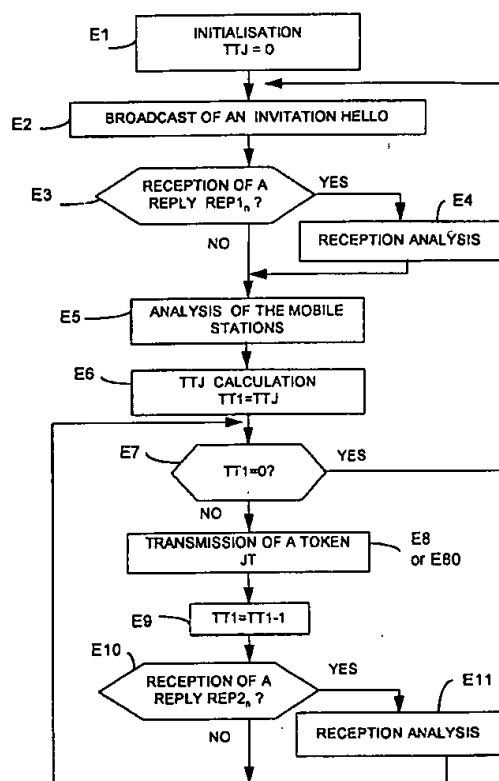 E1
INITIALISATION
TTJ = 0
E2
BROADCAST OF AN INVITATION HELLO
E3
RECEPTION OF A
REPLY REP1n ?
YES
E4
RECEPTION ANALYSIS
NO
E5
ANALYSIS OF THE MOBILE
STATIONS
E6
TTJ CALCULATION
TT1=TTJ
E7
TT1=0?
YES
NO
TRANSMISSION OF A TOKEN
JT
E8
or E80
E9
TT1=TT1-1
E10
RECEPTION OF A
REPLY REP2n ?
YES
E11
RECEPTION ANALYSIS
NO